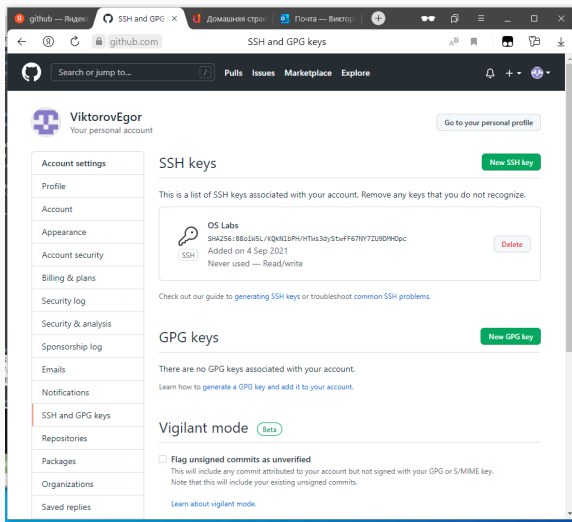 github — Яндекс
SSH and GPG
Домашняя стран
Почта — Виктор
github.com
SSH and GPG keys
Search or jump to...
/
Pulls Issues Marketplace Explore
ViktorovEgor
Your personal account
Go to your personal profile
Account settings
Profile
Account
Appearance
Account security
Billing & plans
Security log
Security & analysis
Sponsorship log
Emails
Notifications
SSH and GPG keys
Repositories
Packages
Organizations
Saved replies
SSH keys
New SSH key
This is a list of SSH keys associated with your account. Remove any keys that you do not recognize.
SSH
OS Labs
Added on 4 Sep 2021
Never used — Read/write
Delete
Check out our guide to generating SSH keys or troubleshoot common SSH problems.
GPG keys
New GPG key
There are no GPG keys associated with your account.
Learn how to generate a GPG key and add it to your account.
Vigilant mode Beta
Flag unsigned commits as unverified
This will include any commit attributed to your account but not signed with your GPG or S/MIME key.
Note that this will include your existing unsigned commits.
Learn about vigilant mode.